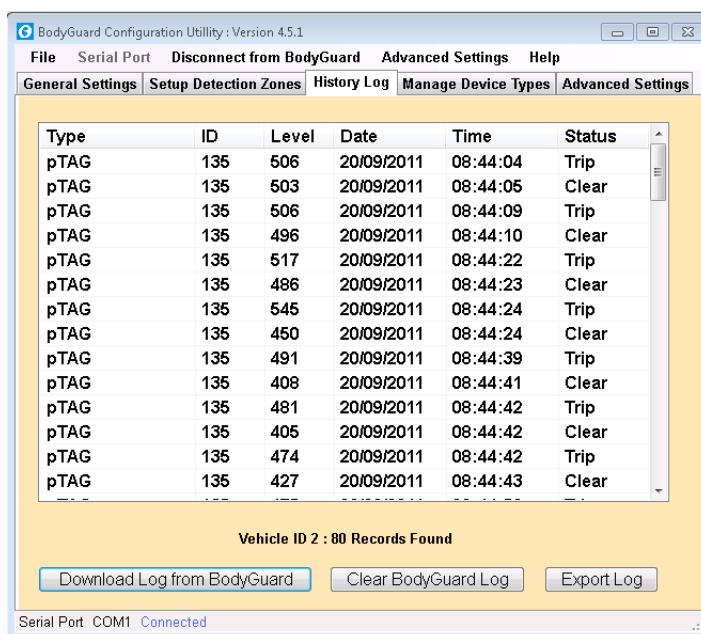 BodyGuard Configuration Utillity : Version 4.5.1
File Serial Port Disconnect from BodyGuard Advanced Settings Help
General Settings Setup Detection Zones History Log Manage Device Types Advanced Settings
Type ID Level Date Time Status
pTAG 135 506 20/09/2011 08:44:04 Trip
pTAG 135 503 20/09/2011 08:44:05 Clear
pTAG 135 506 20/09/2011 08:44:09 Trip
pTAG 135 496 20/09/2011 08:44:10 Clear
pTAG 135 517 20/09/2011 08:44:22 Trip
pTAG 135 486 20/09/2011 08:44:23 Clear
pTAG 135 545 20/09/2011 08:44:24 Trip
pTAG 135 450 20/09/2011 08:44:24 Clear
pTAG 135 491 20/09/2011 08:44:39 Trip
pTAG 135 408 20/09/2011 08:44:41 Clear
pTAG 135 481 20/09/2011 08:44:42 Trip
pTAG 135 405 20/09/2011 08:44:42 Clear
pTAG 135 474 20/09/2011 08:44:42 Trip
pTAG 135 427 20/09/2011 08:44:43 Clear
Vehicle ID 2 : 80 Records Found
Download Log from BodyGuard Clear BodyGuard Log Export Log
Serial Port COM1 Connected